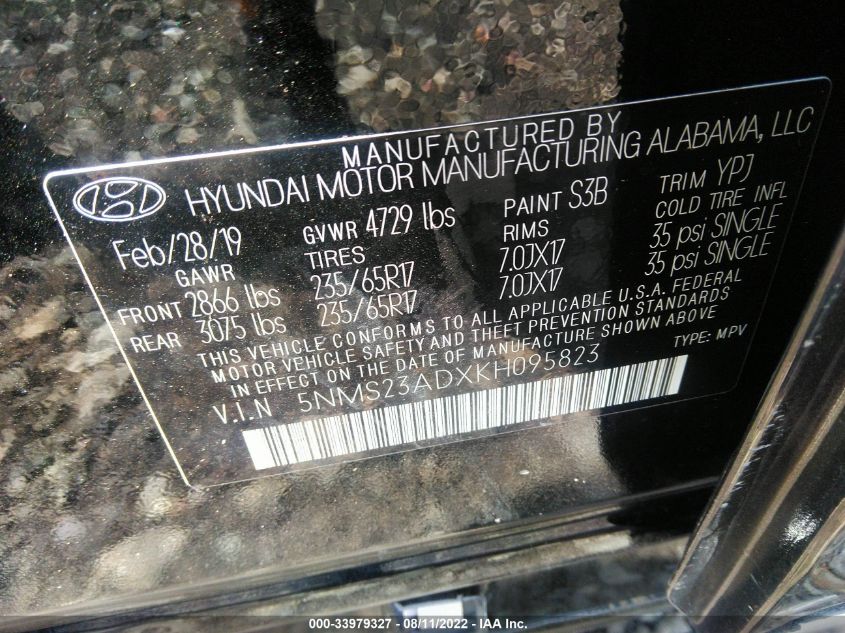 MANUFACTURED BY
HYUNDAI MOTOR MANUFACTURING ALABAMA, LLC
Feb/28/19 GVWR 4729 lbs PAINT S3B TRIM YPJ
GAWR TIRES RIMS COLD TIRE INFL
FRONT 2866 lbs 235/65R17 7.0JX17 35 psi SINGLE
REAR 3075 lbs 235/65R17 7.0JX17 35 psi SINGLE
THIS VEHICLE CONFORMS TO ALL APPLICABLE U.S.A. FEDERAL
MOTOR VEHICLE SAFETY AND THEFT PREVENTION STANDARDS
IN EFFECT ON THE DATE OF MANUFACTURE SHOWN ABOVE
V.I.N 5NMS23ADXKH095823 TYPE: MPV
000-33979327 - 08/11/2022 - IAA Inc.